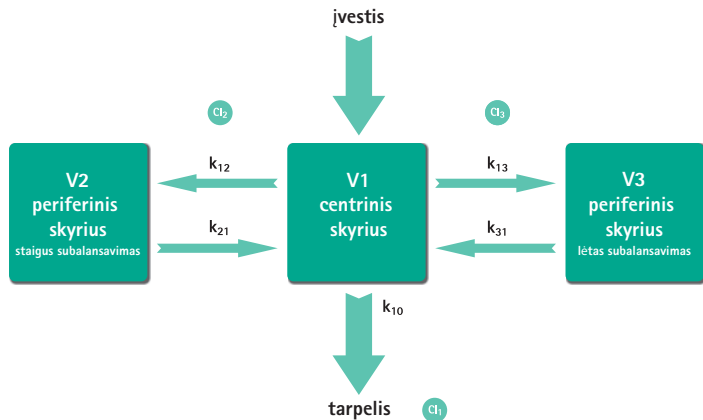 įvestis
Cl₂
Cl₃
V2
periferinis
skyrius
staigus subalansavimas
k₁₂
k₂₁
V1
centrinis
skyrius
k₁₃
k₃₁
V3
periferinis
skyrius
lėtas subalansavimas
k₁₀
tarpelis
Cl₁